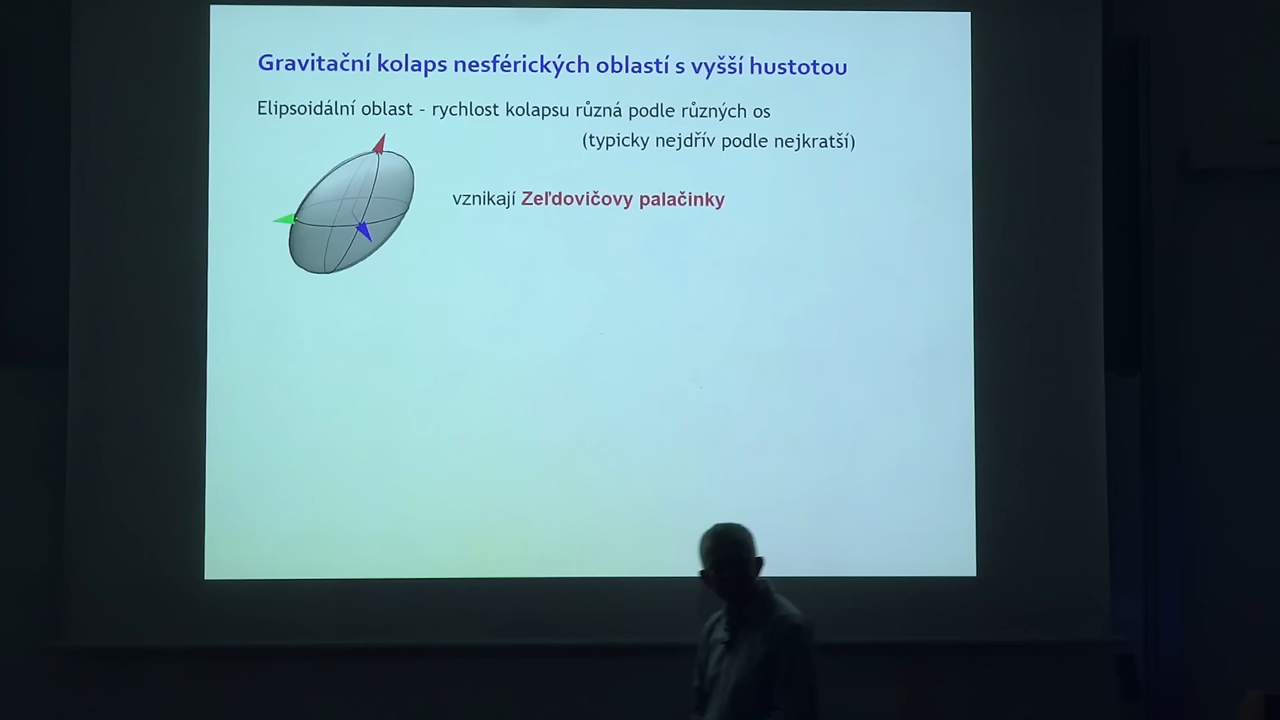 Gravitační kolaps nesférických oblastí s vyšší hustotou
Elipsoidální oblast - rychlost kolapsu různá podle různých os
(typicky nejdřív podle nejkratší)
vznikají Zeľdovičovy palačinky